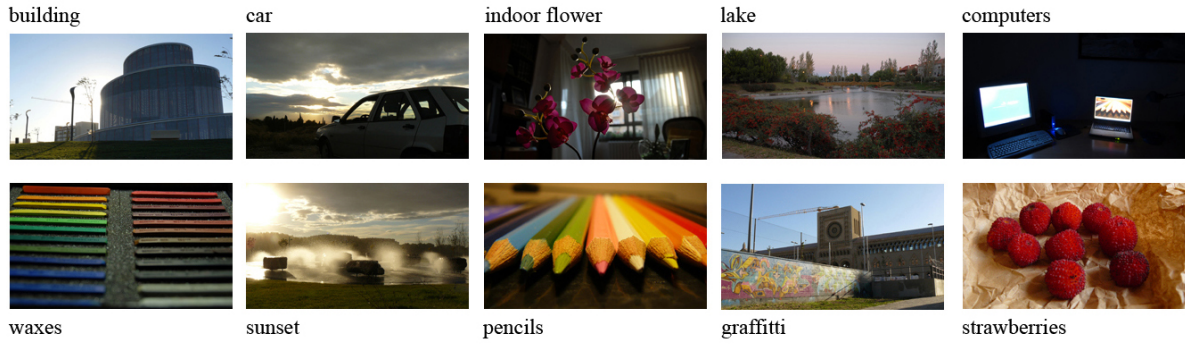 building
car
indoor flower
lake
computers
waxes
sunset
pencils
graffitti
strawberries